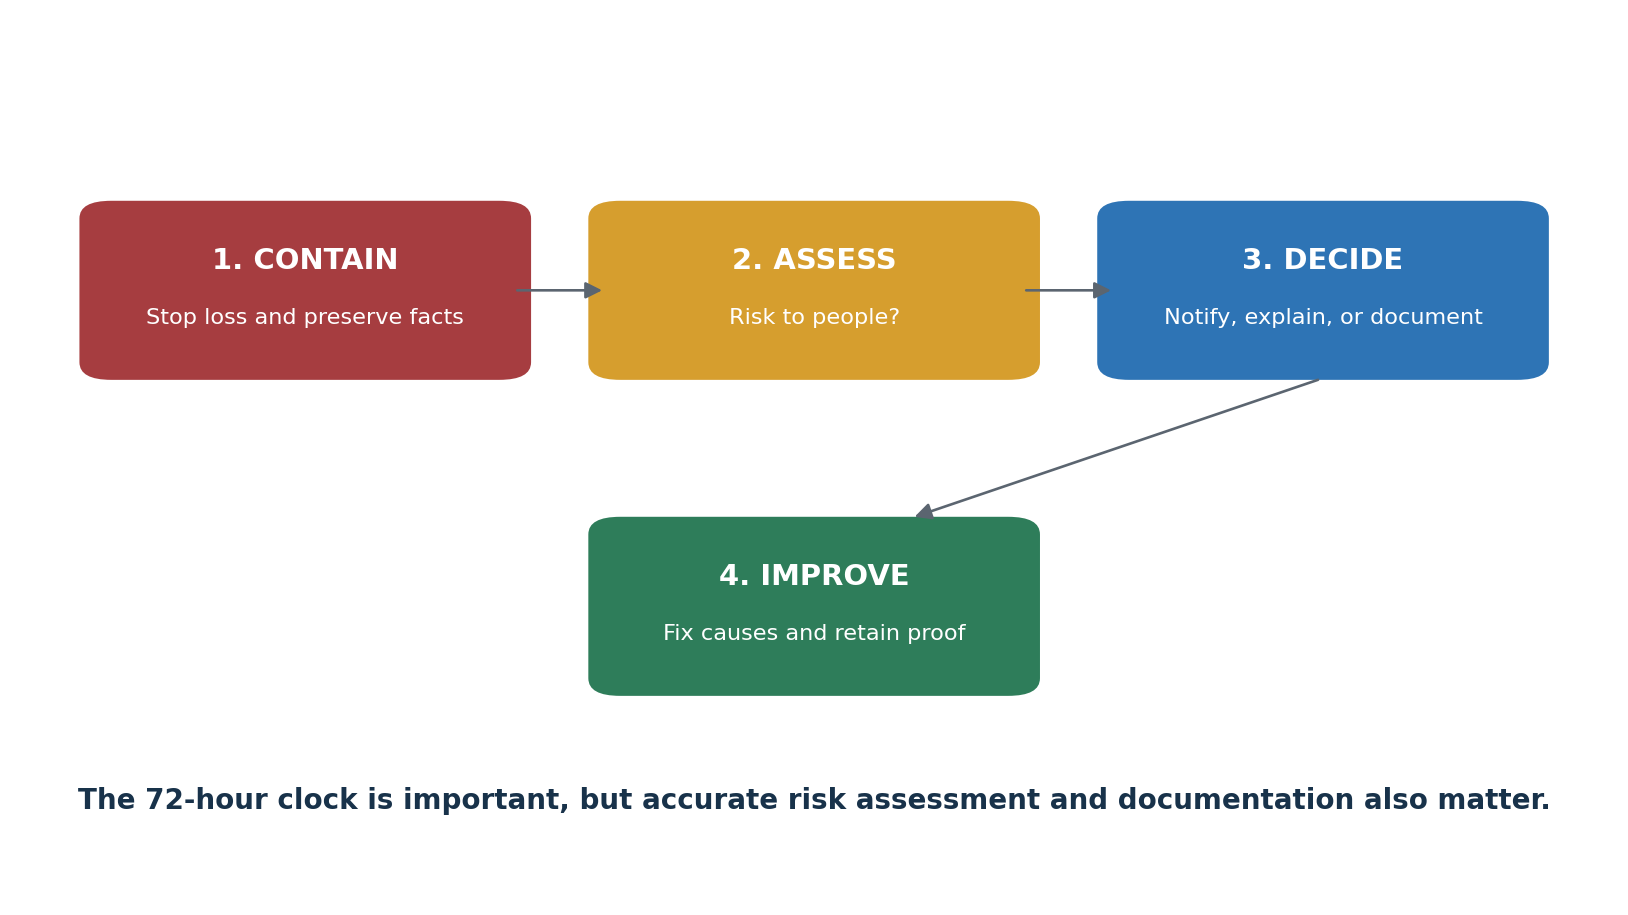 1. CONTAIN
Stop loss and preserve facts
2. ASSESS
Risk to people?
3. DECIDE
Notify, explain, or document
4. IMPROVE
Fix causes and retain proof
The 72-hour clock is important, but accurate risk assessment and documentation also matter.